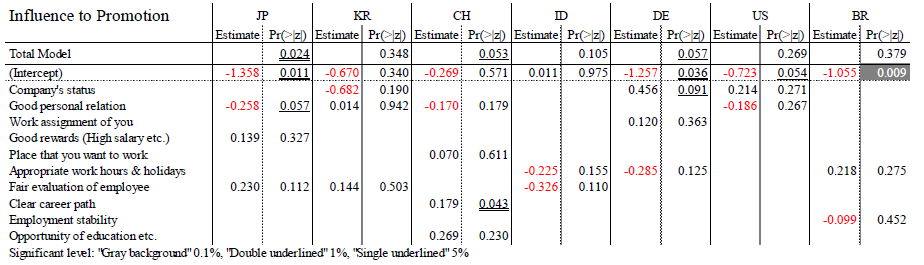 Influence to Promotion JP KR CH ID DE US BR
Estimate Pr(>|z|) Estimate Pr(>|z|) Estimate Pr(>|z|) Estimate Pr(>|z|) Estimate Pr(>|z|) Estimate Pr(>|z|) Estimate Pr(>|z|)
Total Model 0.024 0.348 0.053 0.105 0.057 0.269 0.379
(Intercept) -1.358 0.011 -0.670 0.340 -0.269 0.571 0.011 0.975 -1.257 0.036 -0.723 0.054 -1.055 0.009
Company's status -0.682 0.190 0.456 0.091 0.214 0.271
Good personal relation -0.258 0.057 0.014 0.942 -0.170 0.179 -0.186 0.267
Work assignment of you 0.120 0.363
Good rewards (High salary etc.) 0.139 0.327
Place that you want to work 0.070 0.611
Appropriate work hours & holidays -0.225 0.155 -0.285 0.125 0.218 0.275
Fair evaluation of employee 0.230 0.112 0.144 0.503 -0.326 0.110
Clear career path 0.179 0.043
Employment stability -0.099 0.452
Opportunity of education etc. 0.269 0.230
Significant level: "Gray background" 0.1%, "Double underlined" 1%, "Single underlined" 5%